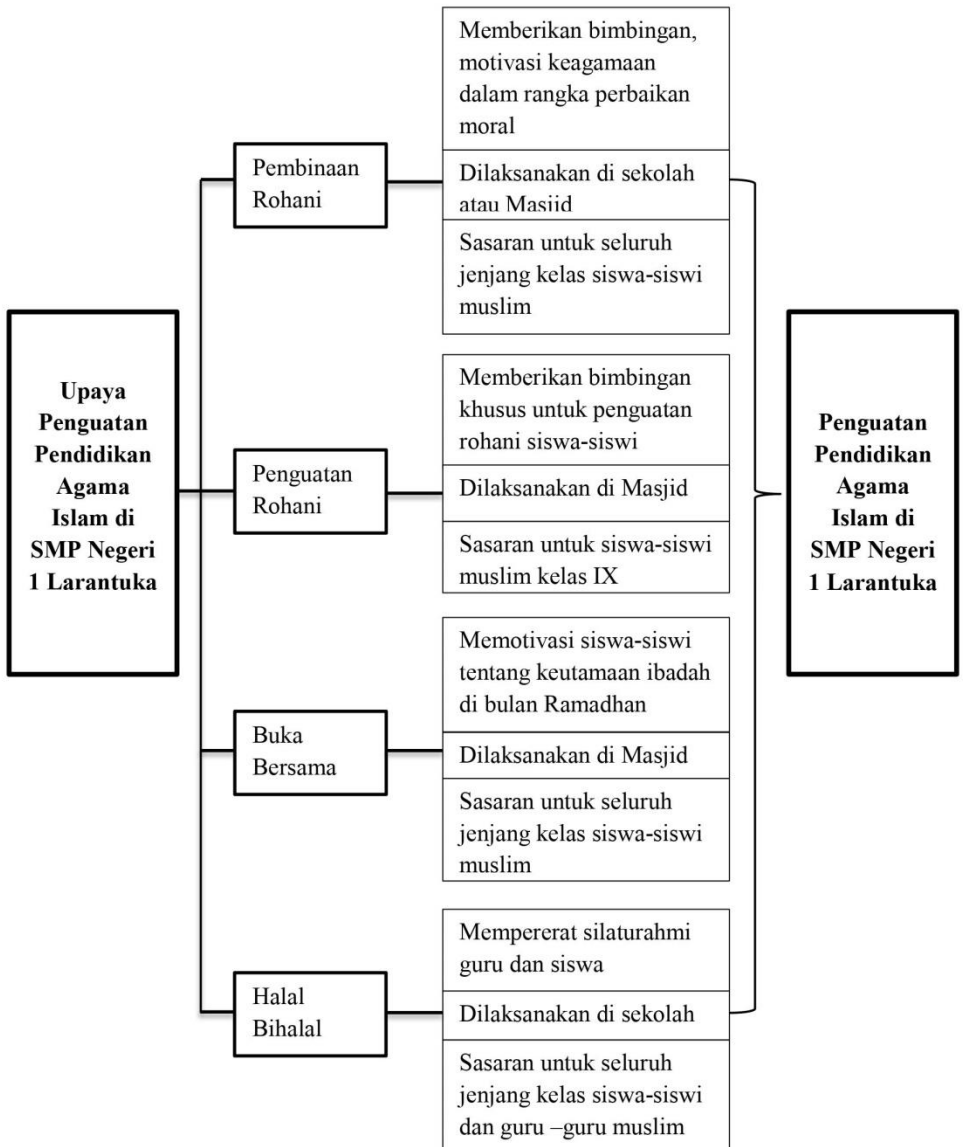 Upaya
Penguatan
Pendidikan
Agama
Islam di
SMP Negeri
1 Larantuka
Pembinaan
Rohani
Memberikan bimbingan,
motivasi keagamaan
dalam rangka perbaikan
moral
Dilaksanakan di sekolah
atau Masjid
Sasaran untuk seluruh
jenjang kelas siswa-siswi
muslim
Penguatan
Rohani
Memberikan bimbingan
khusus untuk penguatan
rohani siswa-siswi
Dilaksanakan di Masjid
Sasaran untuk siswa-siswi
muslim kelas IX
Buka
Bersama
Memotivasi siswa-siswi
tentang keutamaan ibadah
di bulan Ramadhan
Dilaksanakan di Masjid
Sasaran untuk seluruh
jenjang kelas siswa-siswi
muslim
Halal
Bihalal
Mempererat silaturahmi
guru dan siswa
Dilaksanakan di sekolah
Sasaran untuk seluruh
jenjang kelas siswa-siswi
dan guru –guru muslim
Penguatan
Pendidikan
Agama
Islam di
SMP Negeri
1 Larantuka